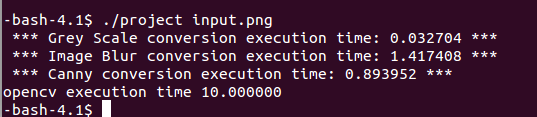 -bash-4.1$ ./project input.png
*** Grey Scale conversion execution time: 0.032704 ***
*** Image Blur conversion execution time: 1.417408 ***
*** Canny conversion execution time: 0.893952 ***
opencv execution time 10.000000
-bash-4.1$